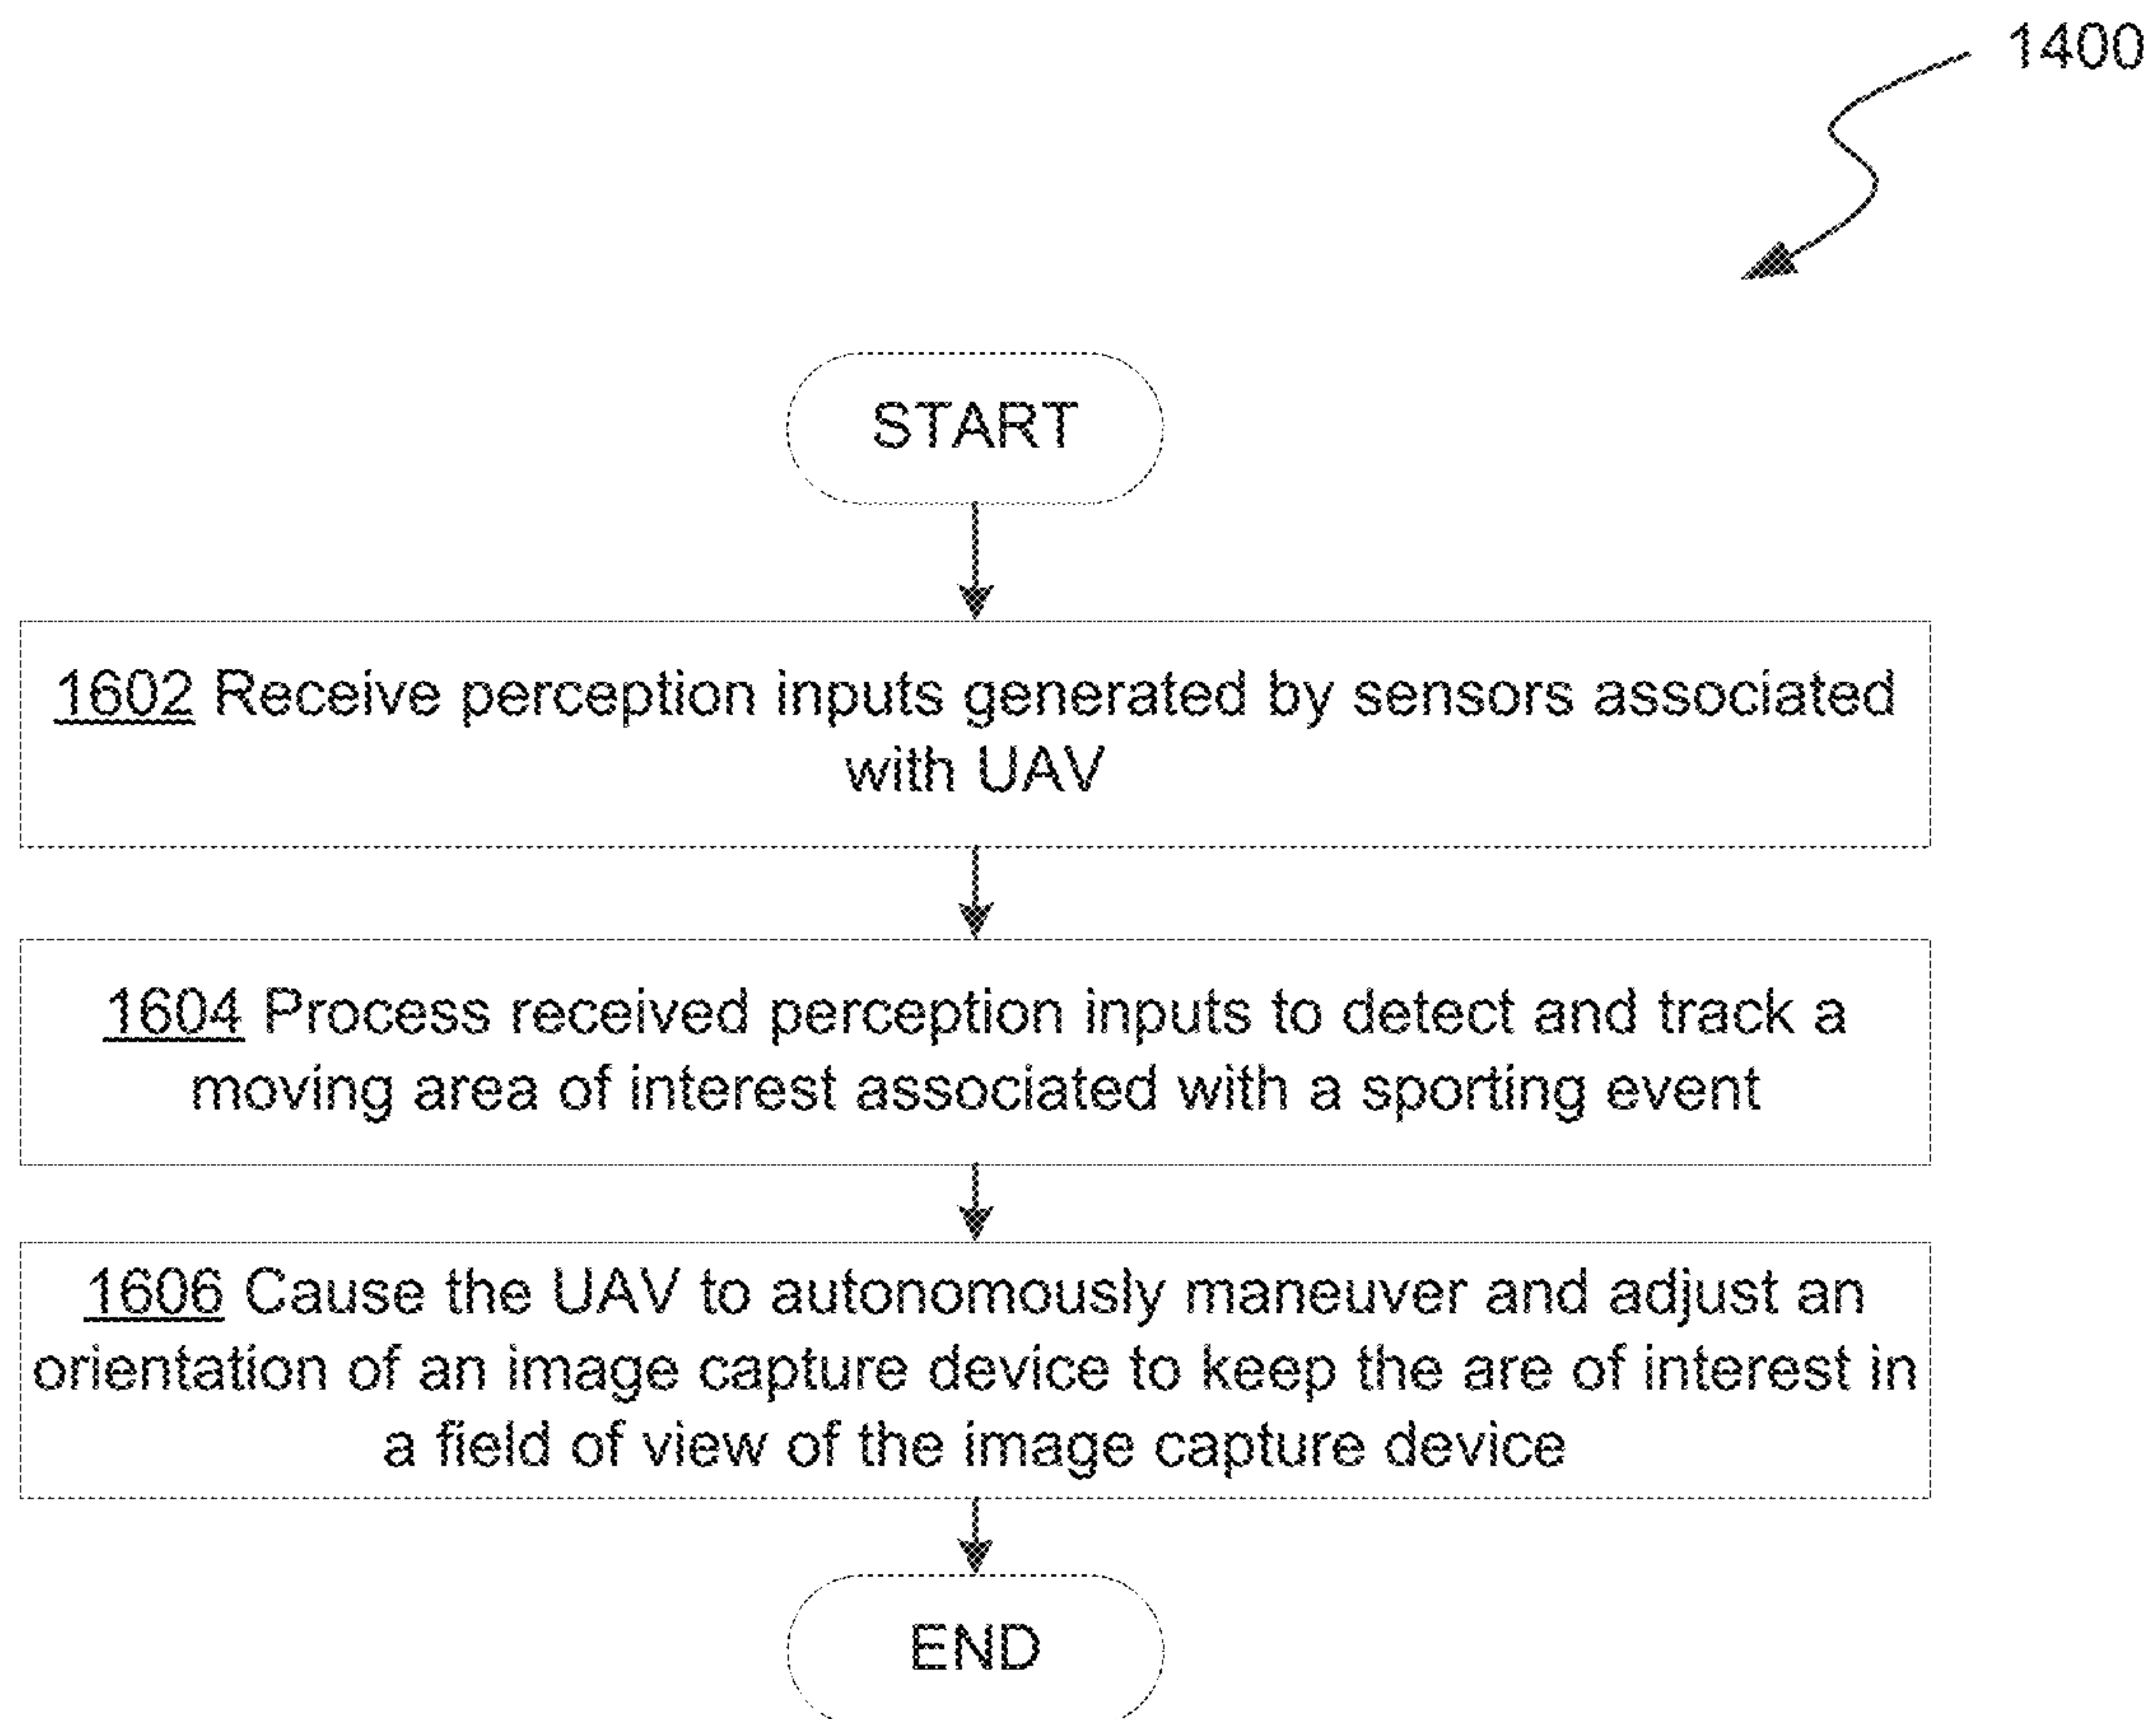 1400
START
1602 Receive perception inputs generated by sensors associated
with UAV
1604 Process received perception inputs to detect and track a
moving area of interest associated with a sporting event
1606 Cause the UAV to autonomously maneuver and adjust an
orientation of an image capture device to keep the are of interest in
a field of view of the image capture device
END